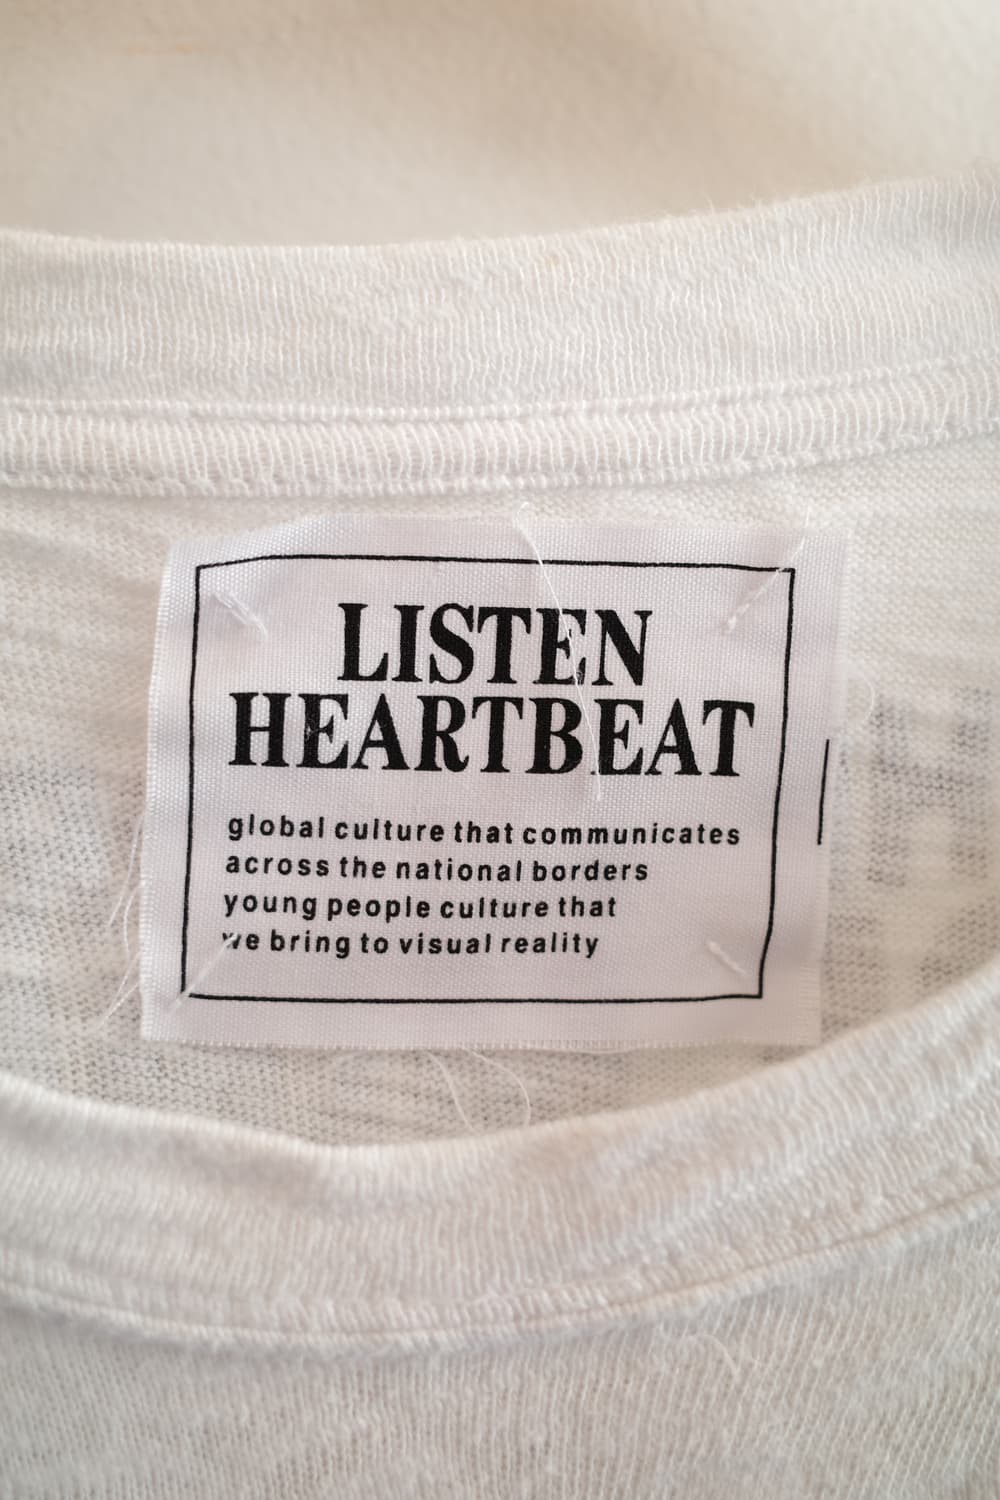 LISTEN
HEARTBEAT
global culture that communicates
across the national borders
young people culture that
we bring to visual reality